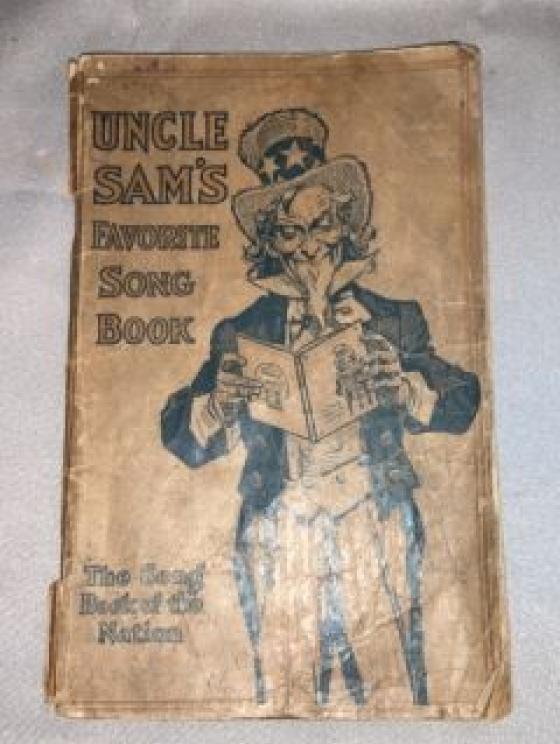 UNCLE
SAM'S
FAVORITE
SONG
BOOK
The Song
Book of the
Nation